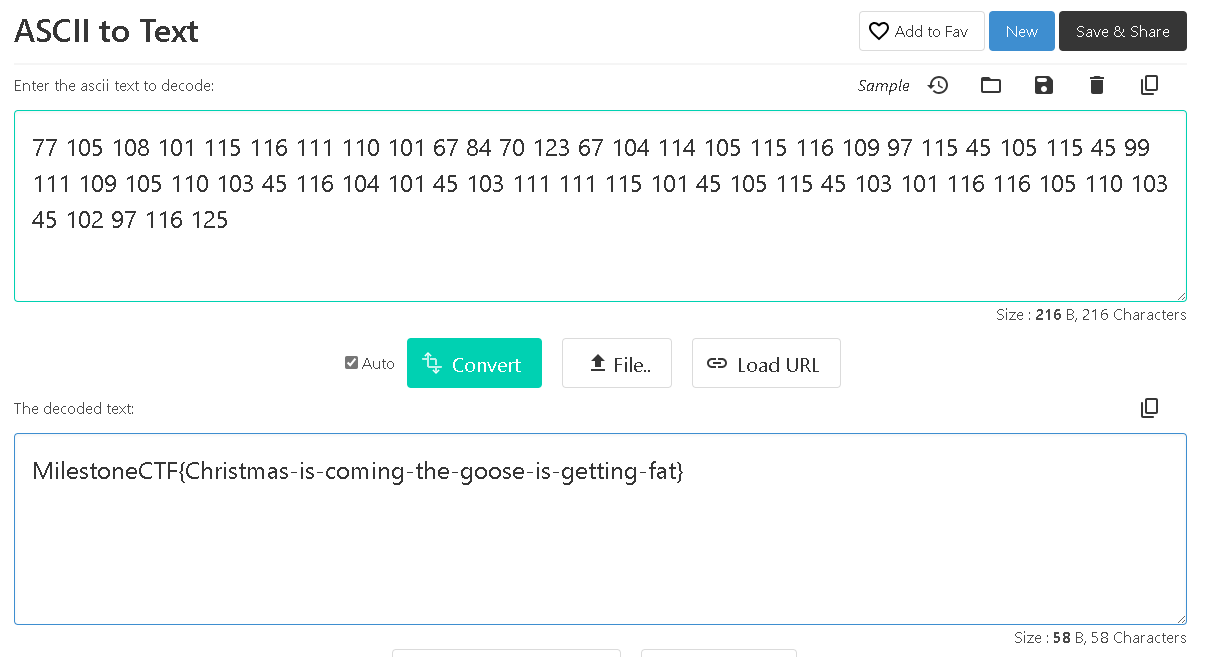 ASCII to Text
Add to Fav
New
Save & Share
Enter the ascii text to decode:
Sample
77 105 108 101 115 116 111 110 101 67 84 70 123 67 104 114 105 115 116 109 97 115 45 105 115 45 99
111 109 105 110 103 45 116 104 101 45 103 111 111 115 101 45 105 115 45 103 101 116 116 105 110 103
45 102 97 116 125
Size : 216 B, 216 Characters
Auto
Convert
File..
Load URL
The decoded text:
MilestoneCTF{Christmas-is-coming-the-goose-is-getting-fat}
Size : 58 B, 58 Characters